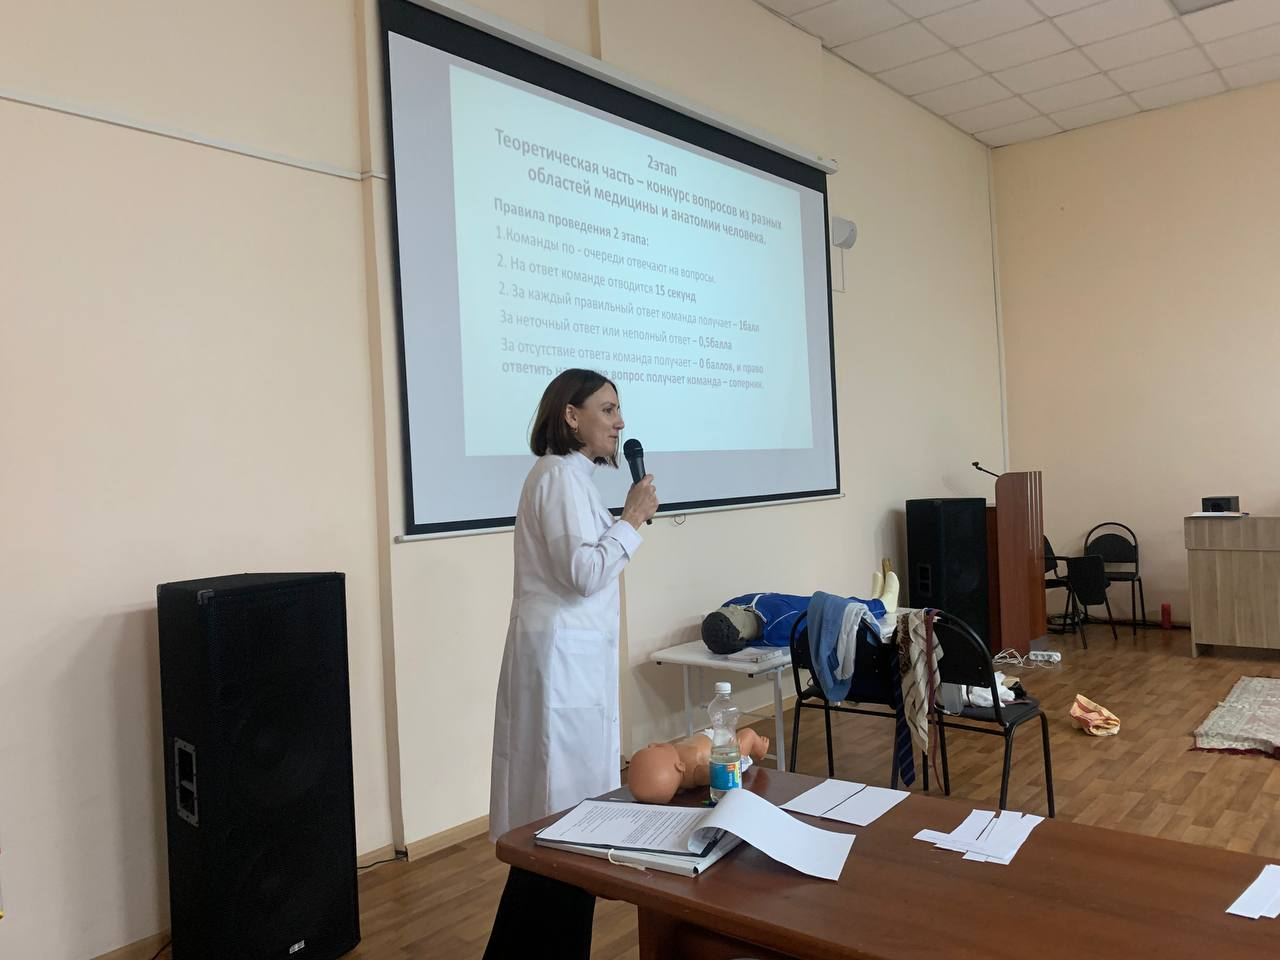 2этап
Теоретическая часть – конкурс вопросов из разных
областей медицины и анатомии человека.
Правила проведения 2 этапа:
1.Команды по - очереди отвечают на вопросы.
2. На ответ команде отводится 15 секунд
2. За каждый правильный ответ команда получает – 1балл
За неточный ответ или неполный ответ – 0,5балла
За отсутствие ответа команда получает – 0 баллов, и право
ответить на вопрос получает команда – соперник.